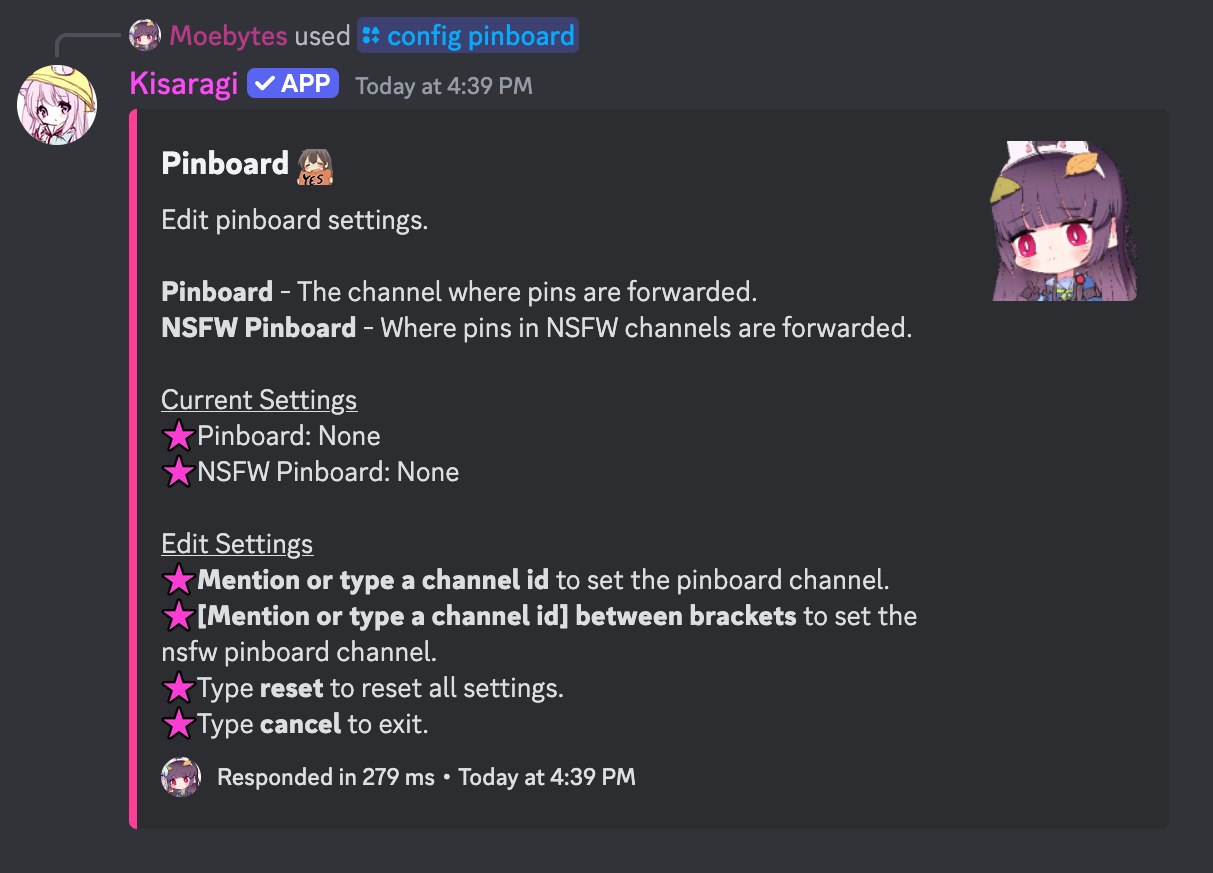 Moebytes used config pinboard
Kisaragi APP Today at 4:39 PM
Pinboard YES
Edit pinboard settings.
Pinboard - The channel where pins are forwarded.
NSFW Pinboard - Where pins in NSFW channels are forwarded.
Current Settings
Pinboard: None
NSFW Pinboard: None
Edit Settings
Mention or type a channel id to set the pinboard channel.
[Mention or type a channel id] between brackets to set the
nsfw pinboard channel.
Type reset to reset all settings.
Type cancel to exit.
Responded in 279 ms • Today at 4:39 PM